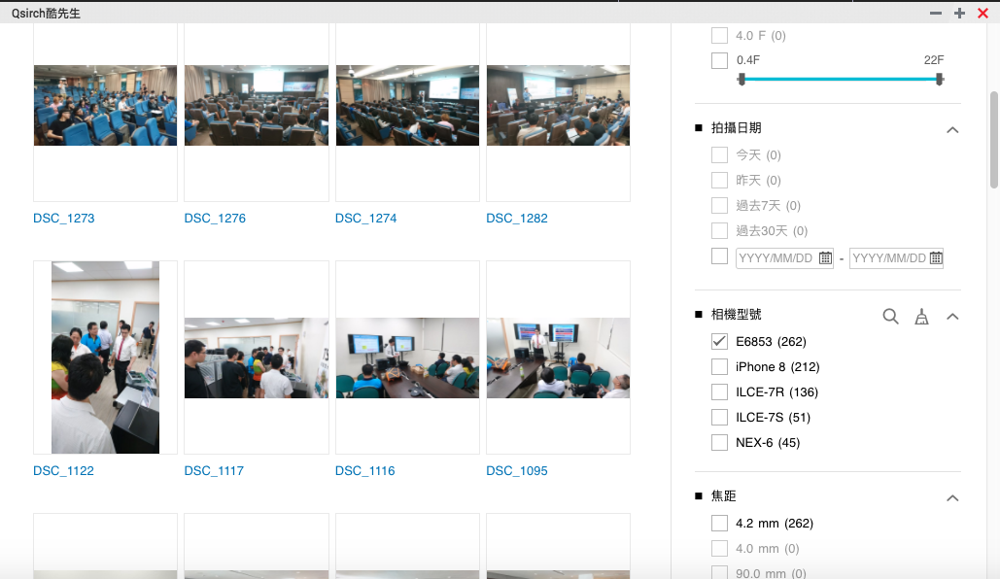 Qsirch酷先生
DSC_1273
DSC_1276
DSC_1274
DSC_1282
DSC_1122
DSC_1117
DSC_1116
DSC_1095
4.0 F (0)
0.4F
22F
拍攝日期
今天 (0)
昨天 (0)
過去7天 (0)
過去30天 (0)
YYYY/MM/DD - YYYY/MM/DD
相機型號
E6853 (262)
iPhone 8 (212)
ILCE-7R (136)
ILCE-7S (51)
NEX-6 (45)
焦距
4.2 mm (262)
4.0 mm (0)
90.0 mm (0)